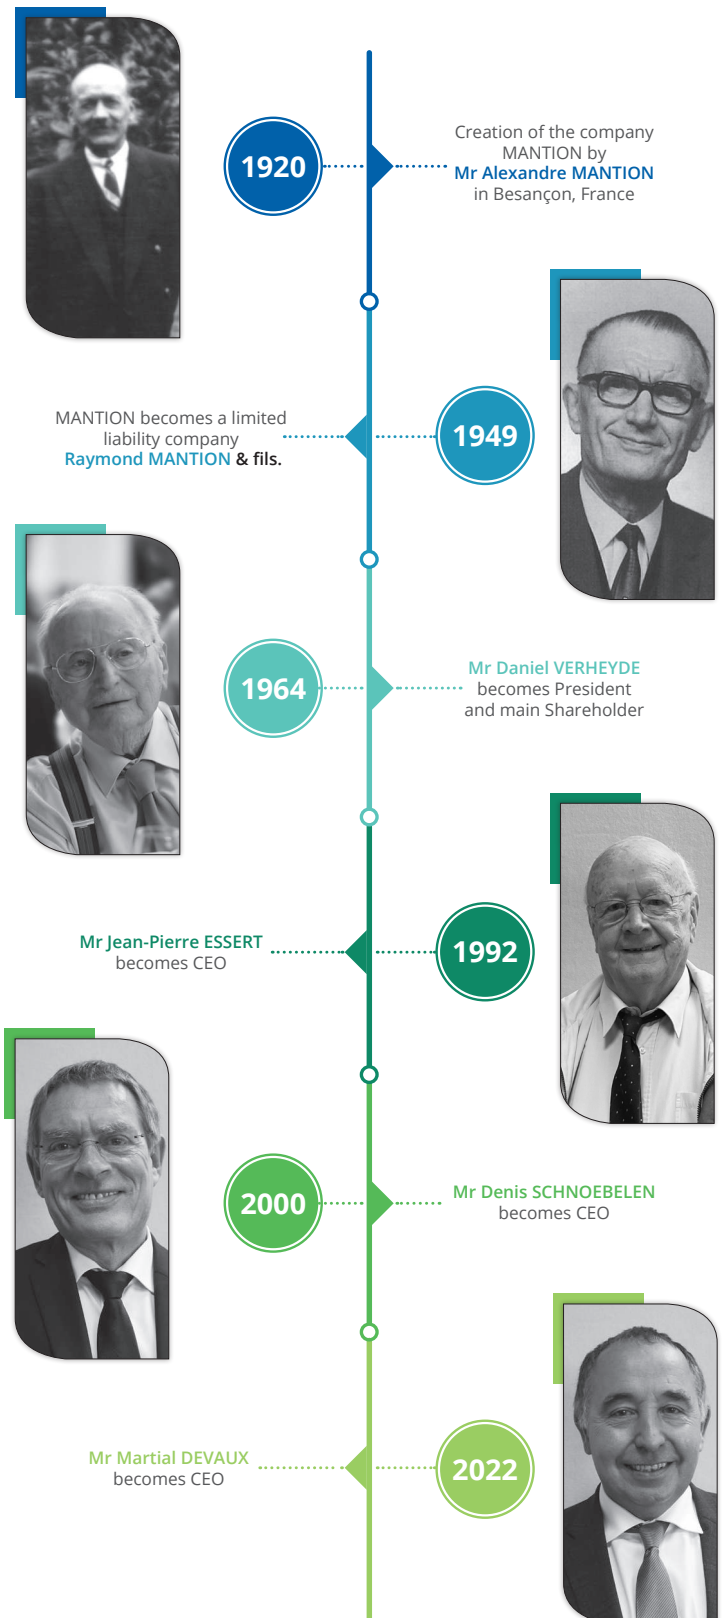 1920
Creation of the company
MANTION by
Mr Alexandre MANTION
in Besançon, France
MANTION becomes a limited
liability company
Raymond MANTION & fils.
1949
1964
Mr Daniel VERHEYDE
becomes President
and main Shareholder
Mr Jean-Pierre ESSERT
becomes CEO
1992
2000
Mr Denis SCHNOEBELEN
becomes CEO
Mr Martial DEVAUX
becomes CEO
2022